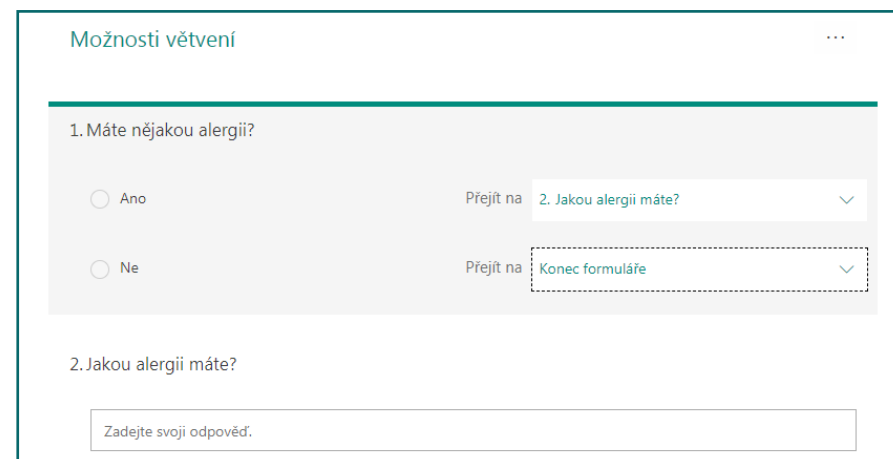 Možnosti větvení
1. Máte nějakou alergii?
Ano Přejít na 2. Jakou alergii máte?
Ne Přejít na Konec formuláře
2. Jakou alergii máte?
Zadejte svoji odpověď.